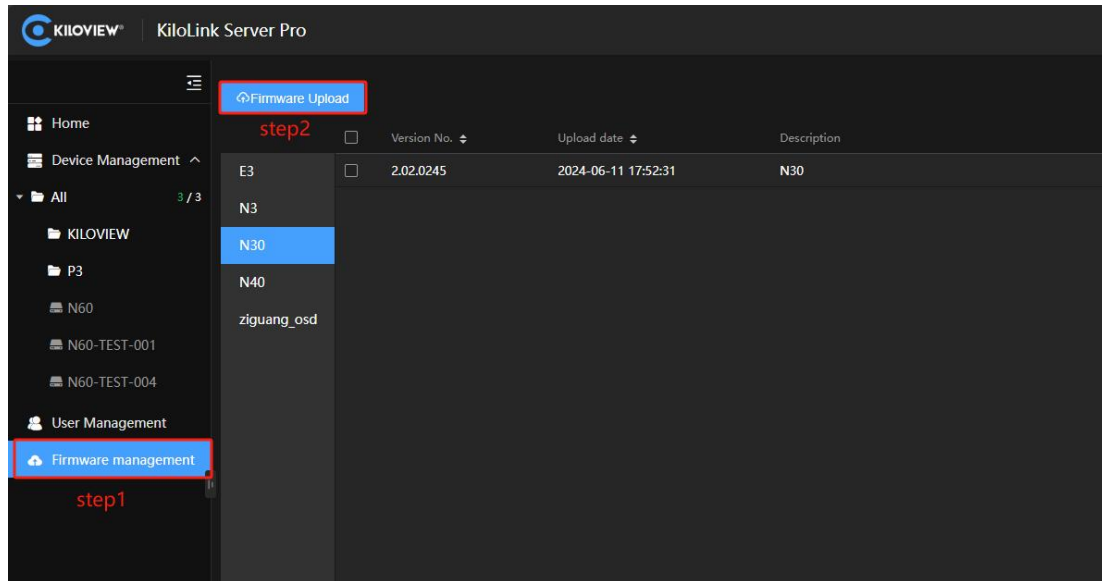 KILOVIEW® KiloLink Server Pro
Firmware Upload
step2
Home
Device Management
All 3 / 3
KILOVIEW
P3
N60
N60-TEST-001
N60-TEST-004
User Management
Firmware management
step1
E3
N3
N30
N40
ziguang_osd
Version No. Upload date Description
2.02.0245 2024-06-11 17:52:31 N30